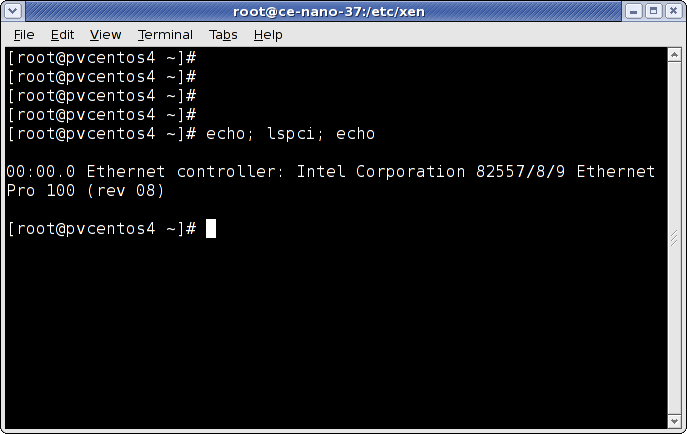 root@ce-nano-37:/etc/xen
File Edit View Terminal Tabs Help
[root@pvcentos4 ~]#
[root@pvcentos4 ~]#
[root@pvcentos4 ~]#
[root@pvcentos4 ~]#
[root@pvcentos4 ~]# echo; lspci; echo
00:00.0 Ethernet controller: Intel Corporation 82557/8/9 Ethernet
Pro 100 (rev 08)
[root@pvcentos4 ~]#